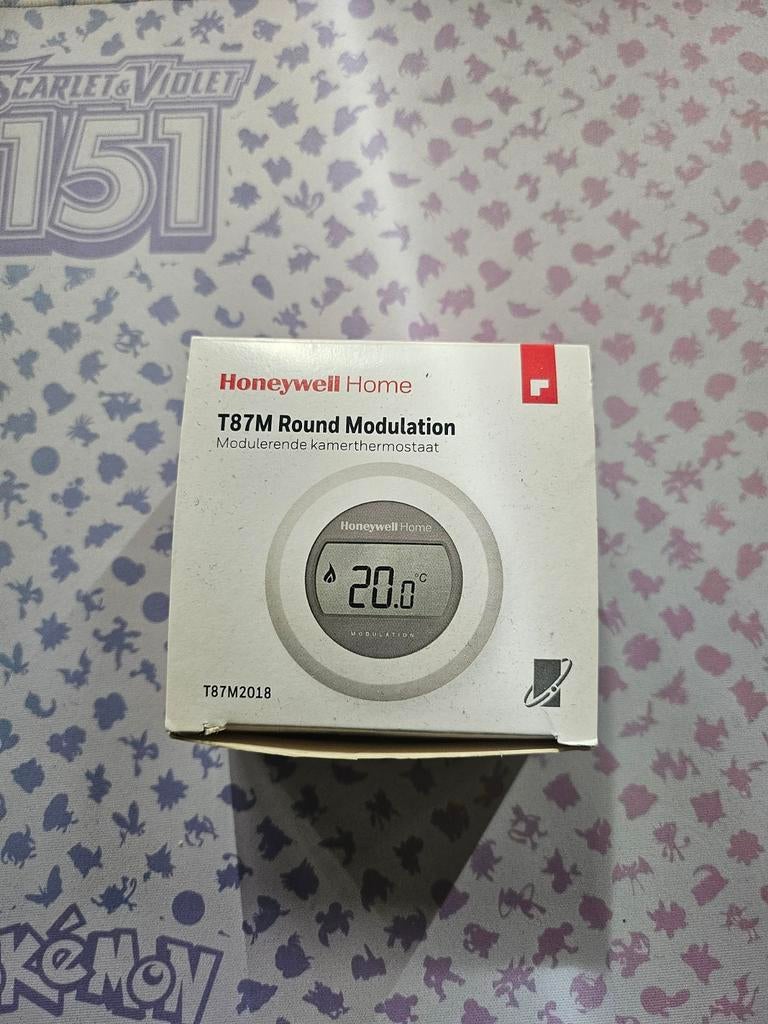 SCARLET & VIOLET
151
Honeywell Home
T87M Round Modulation
Modulerende kamerthermostaat
Honeywell Home
20.0 °C
MODULATION
T87M2018
POKéMON